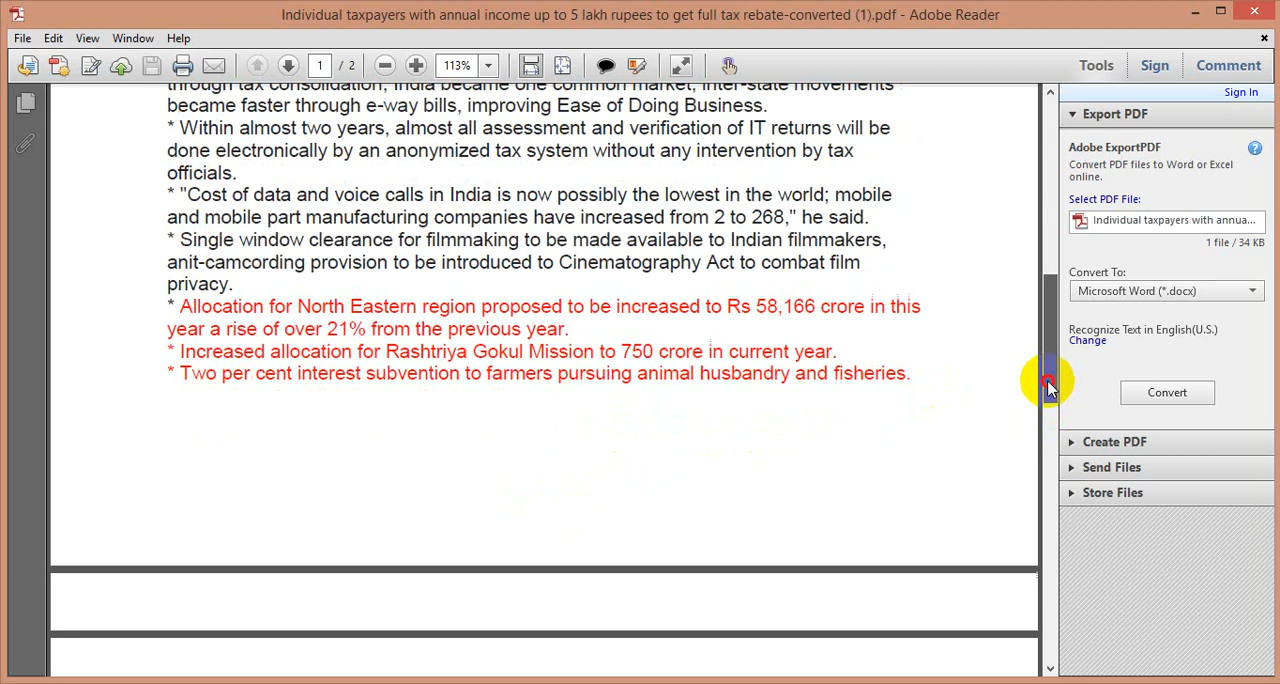 Individual taxpayers with annual income up to 5 lakh rupees to get full tax rebate-converted (1).pdf - Adobe Reader
File Edit View Window Help
1 / 2 113% Tools Sign Comment
through tax consolidation, India became one common market, inter-state movements
became faster through e-way bills, improving Ease of Doing Business.
* Within almost two years, almost all assessment and verification of IT returns will be
done electronically by an anonymized tax system without any intervention by tax
officials.
* "Cost of data and voice calls in India is now possibly the lowest in the world; mobile
and mobile part manufacturing companies have increased from 2 to 268," he said.
* Single window clearance for filmmaking to be made available to Indian filmmakers,
anit-camcording provision to be introduced to Cinematography Act to combat film
privacy.
* Allocation for North Eastern region proposed to be increased to Rs 58,166 crore in this
year a rise of over 21% from the previous year.
* Increased allocation for Rashtriya Gokul Mission to 750 crore in current year.
* Two per cent interest subvention to farmers pursuing animal husbandry and fisheries.
Sign In
Export PDF
Adobe ExportPDF
Convert PDF files to Word or Excel
online.
Select PDF File:
Individual taxpayers with annua...
1 file / 34 KB
Convert To:
Microsoft Word (*.docx)
Recognize Text in English(U.S.)
Change
Convert
Create PDF
Send Files
Store Files